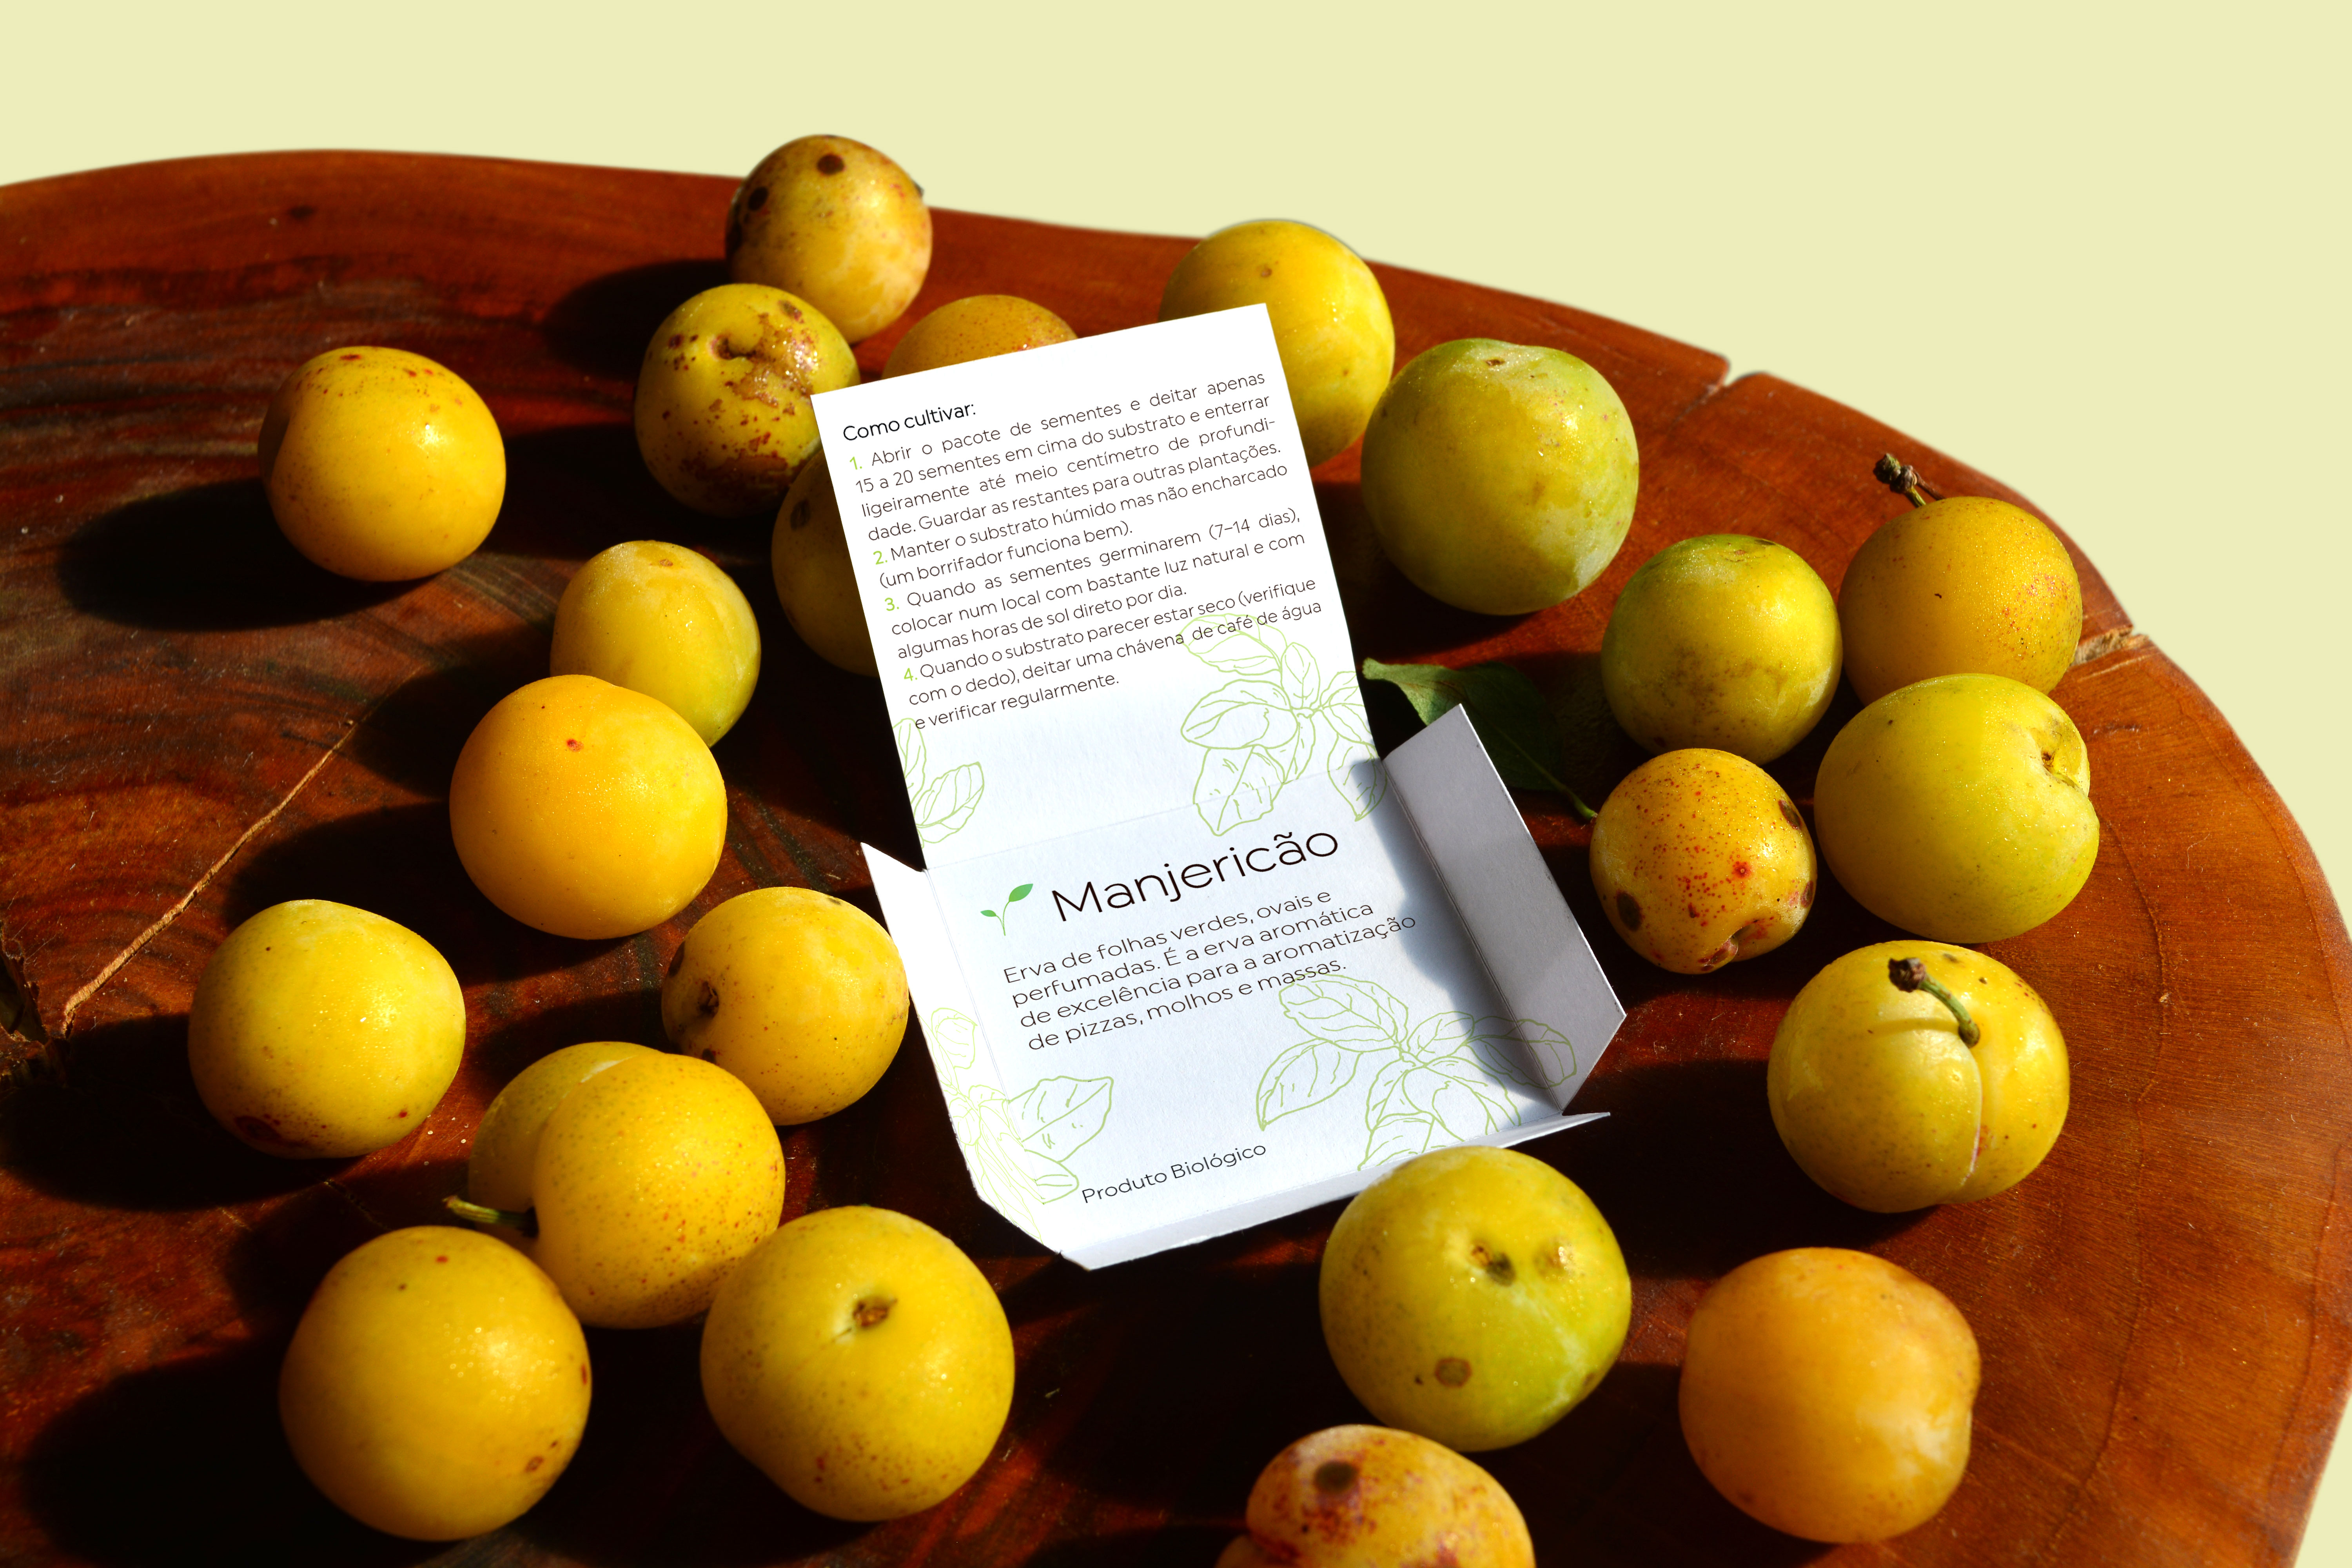 Como cultivar:
1. Abrir o pacote de sementes e deitar apenas
15 a 20 sementes em cima do substrato e enterrar
ligeiramente até meio centímetro de profundi-
dade. Guardar as restantes para outras plantações.
2. Manter o substrato húmido mas não encharcado
(um borrifador funciona bem).
3. Quando as sementes germinarem (7-14 dias),
colocar num local com bastante luz natural e com
algumas horas de sol direto por dia.
4. Quando o substrato parecer estar seco (verifique
com o dedo), deitar uma chávena de café de água
e verificar regularmente.
Manjericão
Erva de folhas verdes, ovais e
perfumadas. É a erva aromática
de excelência para a aromatização
de pizzas, molhos e massas.
Produto Biológico